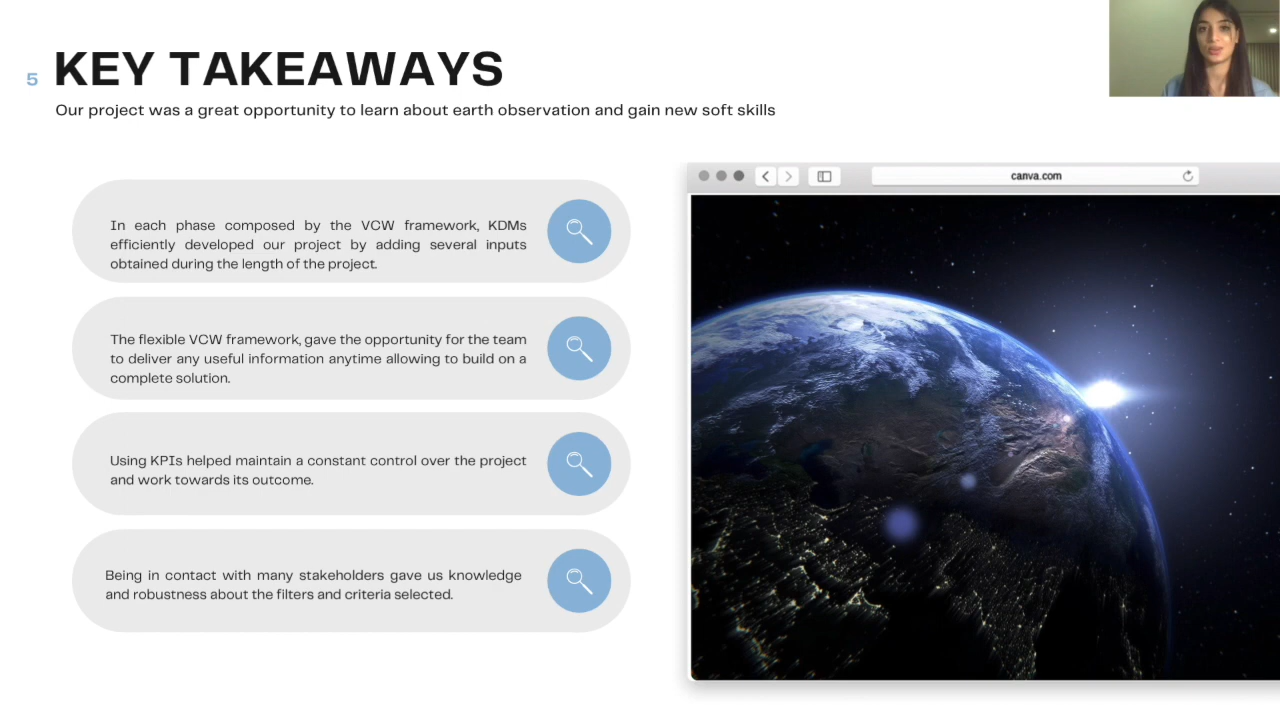 5 KEY TAKEAWAYS
Our project was a great opportunity to learn about earth observation and gain new soft skills
In each phase composed by the VCW framework, KDMs
efficiently developed our project by adding several inputs
obtained during the length of the project.
The flexible VCW framework, gave the opportunity for the team
to deliver any useful information anytime allowing to build on a
complete solution.
Using KPIs helped maintain a constant control over the project
and work towards its outcome.
Being in contact with many stakeholders gave us knowledge
and robustness about the filters and criteria selected.
canva.com